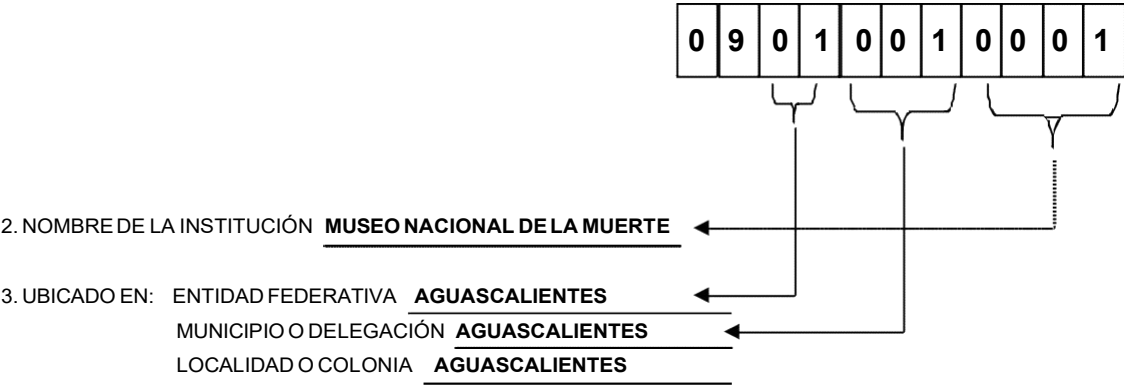 0 9 0 1 0 0 1 0 0 0 1
2. NOMBRE DE LA INSTITUCIÓN MUSEO NACIONAL DE LA MUERTE
3. UBICADO EN: ENTIDAD FEDERATIVA AGUASCALIENTES
MUNICIPIO O DELEGACIÓN AGUASCALIENTES
LOCALIDAD O COLONIA AGUASCALIENTES